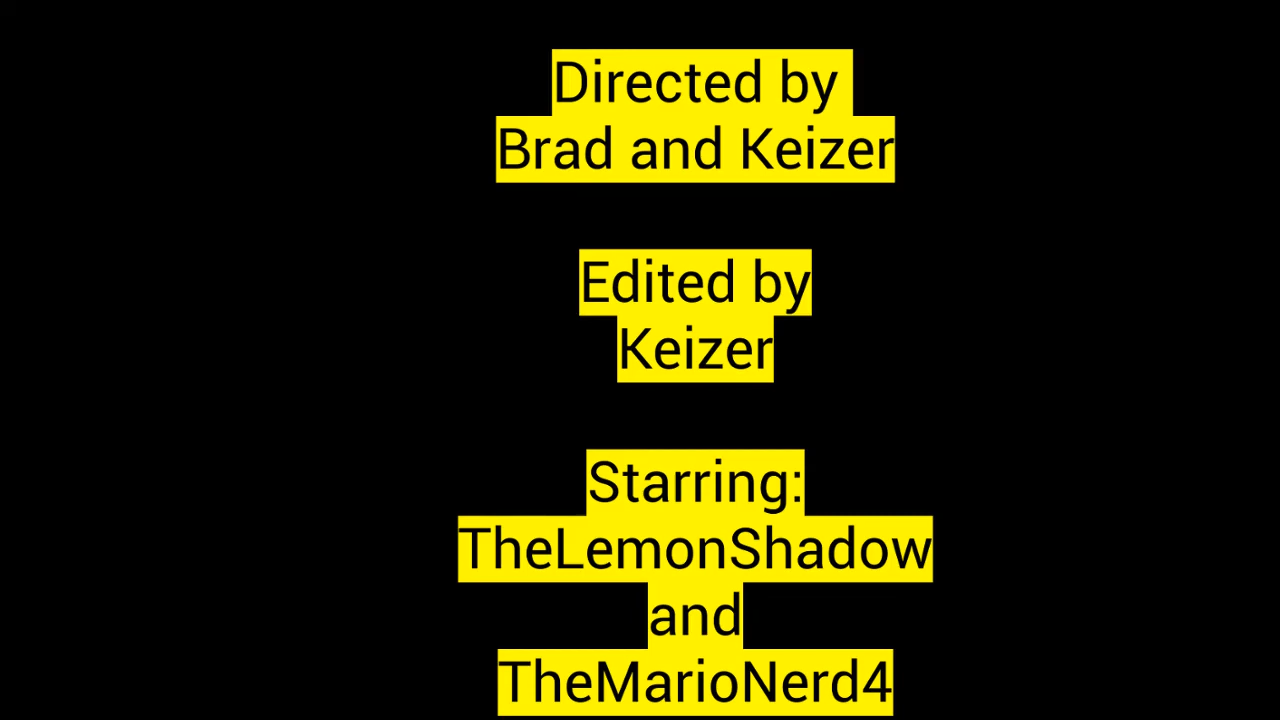 Directed by
Brad and Keizer
Edited by
Keizer
Starring:
TheLemonShadow
and
TheMarioNerd4